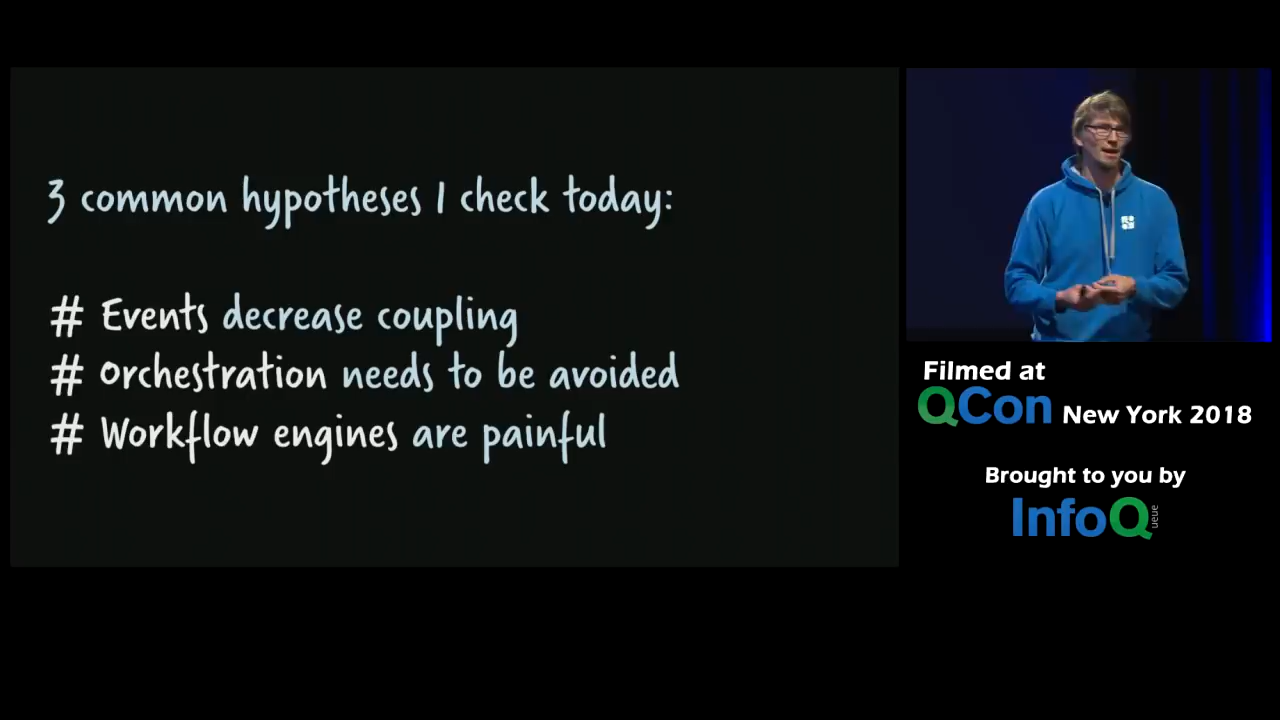 3 common hypotheses I check today:
# Events decrease coupling
# Orchestration needs to be avoided
# Workflow engines are painful
Filmed at
QCon New York 2018
Brought to you by
InfoQueue